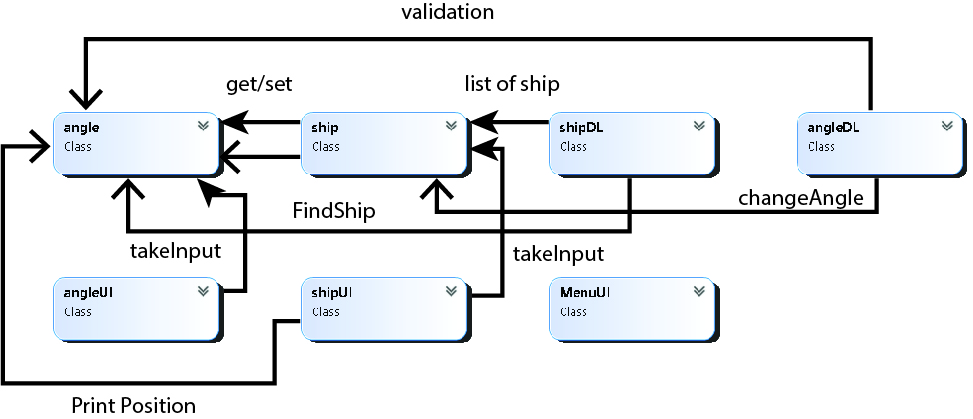 validation
get/set
list of ship
angle
Class
ship
Class
shipDL
Class
angleDL
Class
changeAngle
FindShip
takeInput
takeInput
angleUI
Class
shipUI
Class
MenuUI
Class
Print Position